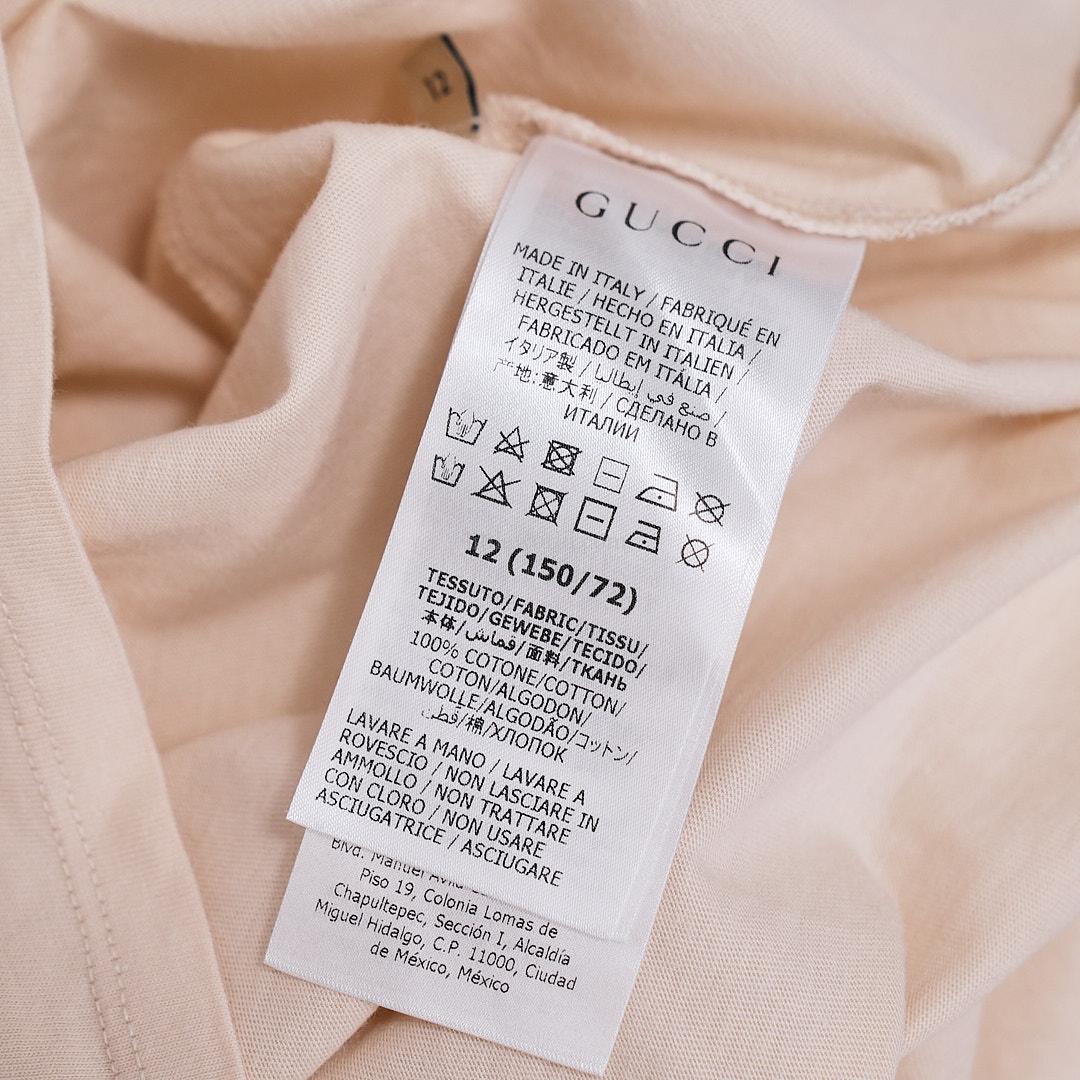 12
GUCCI
MADE IN ITALY / FABRIQUÉ EN
ITALIE / HECHO EN ITALIA /
HERGESTELLT IN ITALIEN /
FABRICADO EM ITÁLIA /
イタリア製 / صنع في إيطاليا /
产地:意大利 / СДЕЛАНО В
ИТАЛИИ
12 (150/72)
TESSUTO/FABRIC/TISSU/
TEJIDO/GEWEBE/TECIDO/
本体/قماش/面料/ТКАНЬ
100% COTONE/COTTON/
COTON/ALGODON/
BAUMWOLLE/ALGODÃO/コットン/
قطن/棉/ХЛОПОК
LAVARE A MANO / LAVARE A
ROVESCIO / NON LASCIARE IN
AMMOLLO / NON TRATTARE
CON CLORO / NON USARE
ASCIUGATRICE / ASCIUGARE
Blvd. Manuel
Piso 19, Colonia Lomas de
Chapultepec, Sección I, Alcaldía
Miguel Hidalgo, C.P. 11000, Ciudad
de México, México